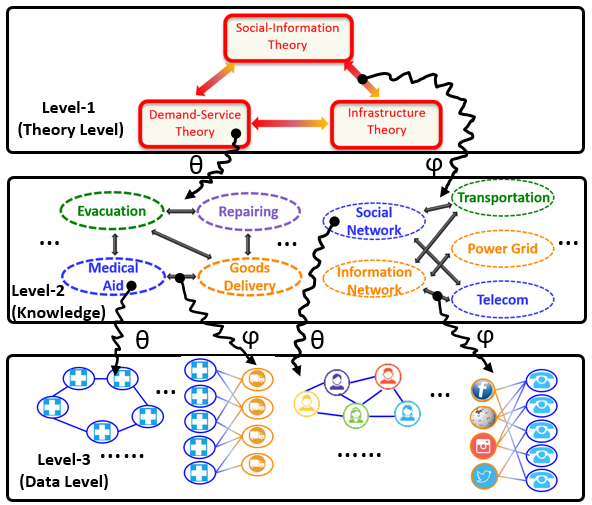 Social-Information
Theory
Level-1
(Theory Level)
Demand-Service
Theory
Infrastructure
Theory
θ
φ
Evacuation
Repairing
Social
Network
Transportation
...
...
Power Grid
...
Medical
Aid
Goods
Delivery
Information
Network
Telecom
Level-2
(Knowledge)
θ
φ
θ
φ
...
...
f
W
......
......
Level-3
(Data Level)